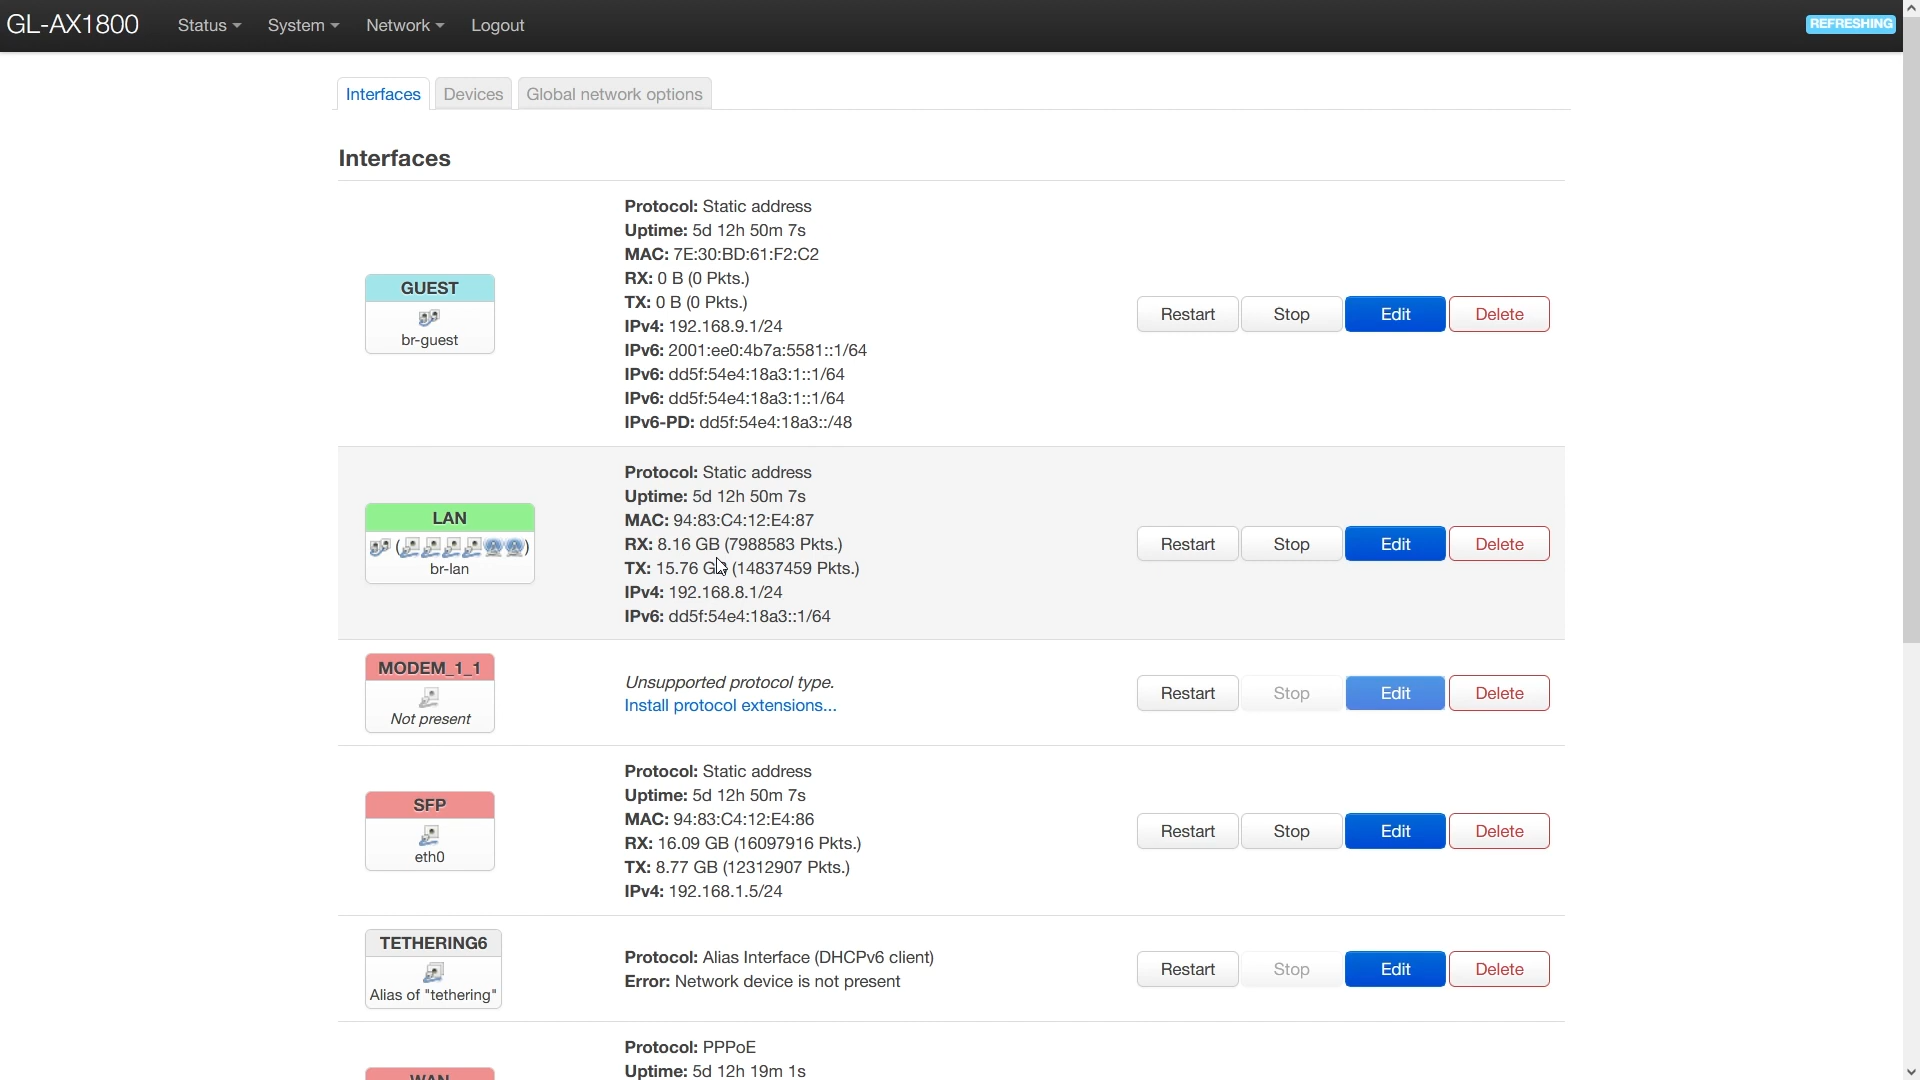 GL-AX1800 Status System Network Logout REFRESHING
Interfaces Devices Global network options
Interfaces
Protocol: Static address
Uptime: 5d 12h 50m 7s
MAC: 7E:30:BD:61:F2:C2
RX: 0 B (0 Pkts.)
TX: 0 B (0 Pkts.)
IPv4: 192.168.9.1/24
IPv6: 2001:ee0:4b7a:5581::1/64
IPv6: dd5f:54e4:18a3:1::1/64
IPv6: dd5f:54e4:18a3:1::1/64
IPv6-PD: dd5f:54e4:18a3::/48
GUEST
br-guest
Restart Stop Edit Delete
Protocol: Static address
Uptime: 5d 12h 50m 7s
MAC: 94:83:C4:12:E4:87
RX: 8.16 GB (7988583 Pkts.)
TX: 15.76 GB (14837459 Pkts.)
IPv4: 192.168.8.1/24
IPv6: dd5f:54e4:18a3::1/64
LAN
( )
br-lan
Restart Stop Edit Delete
MODEM_1_1
Not present
Unsupported protocol type.
Install protocol extensions...
Restart Stop Edit Delete
Protocol: Static address
Uptime: 5d 12h 50m 7s
MAC: 94:83:C4:12:E4:86
RX: 16.09 GB (16097916 Pkts.)
TX: 8.77 GB (12312907 Pkts.)
IPv4: 192.168.1.5/24
SFP
eth0
Restart Stop Edit Delete
TETHERING6
Alias of "tethering"
Protocol: Alias Interface (DHCPv6 client)
Error: Network device is not present
Restart Stop Edit Delete
Protocol: PPPoE
Uptime: 5d 12h 19m 1s
WAN